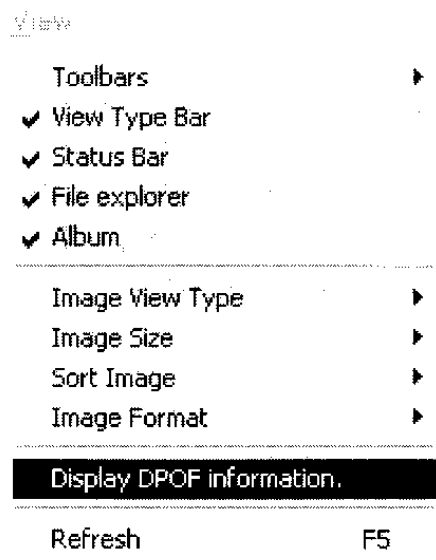 View
Toolbars
View Type Bar
Status Bar
File explorer
Album
Image View Type
Image Size
Sort Image
Image Format
Display DPOF information.
Refresh F5